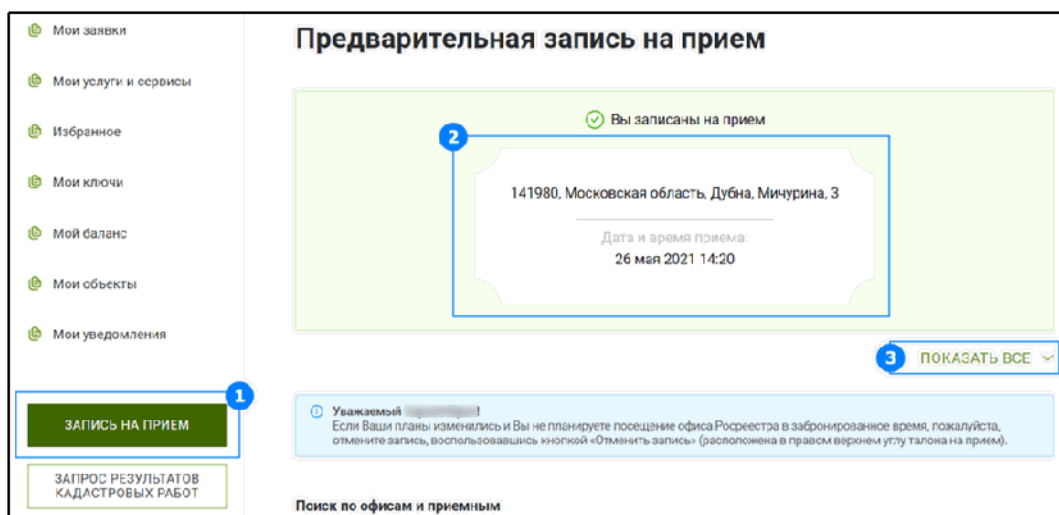 Мои заявки
Мои услуги и сервисы
Избранное
Мои ключи
Мой баланс
Мои объекты
Мои уведомления
1
ЗАПИСЬ НА ПРИЕМ
ЗАПРОС РЕЗУЛЬТАТОВ
КАДАСТРОВЫХ РАБОТ
Предварительная запись на прием
Вы записаны на прием
2
141980, Московская область, Дубна, Мичурина, 3
Дата и время приема:
26 мая 2021 14:20
3 ПОКАЗАТЬ ВСЕ
Уважаемый !
Если Ваши планы изменились и Вы не планируете посещение офиса Росреестра в забронированное время, пожалуйста,
отмените запись, воспользовавшись кнопкой «Отменить запись» (расположена в правом верхнем углу талона на прием).
Поиск по офисам и приемным